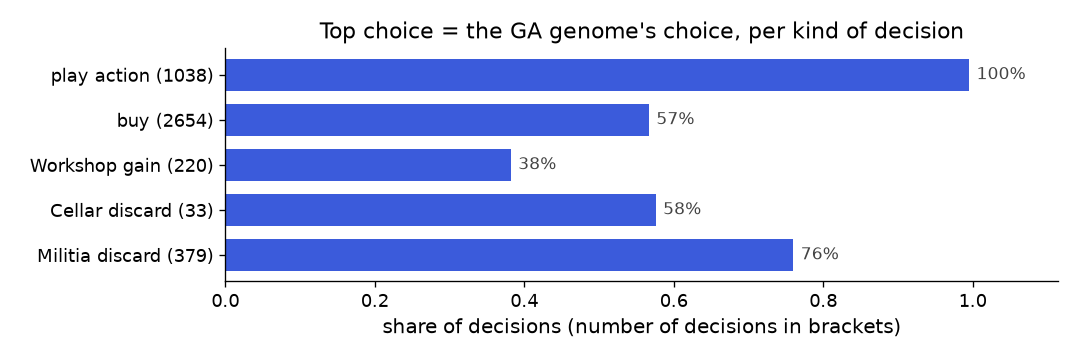 Top choice = the GA genome's choice, per kind of decision
play action (1038)
100%
buy (2654)
57%
Workshop gain (220)
38%
Cellar discard (33)
58%
Militia discard (379)
76%
0.0 0.2 0.4 0.6 0.8 1.0
share of decisions (number of decisions in brackets)